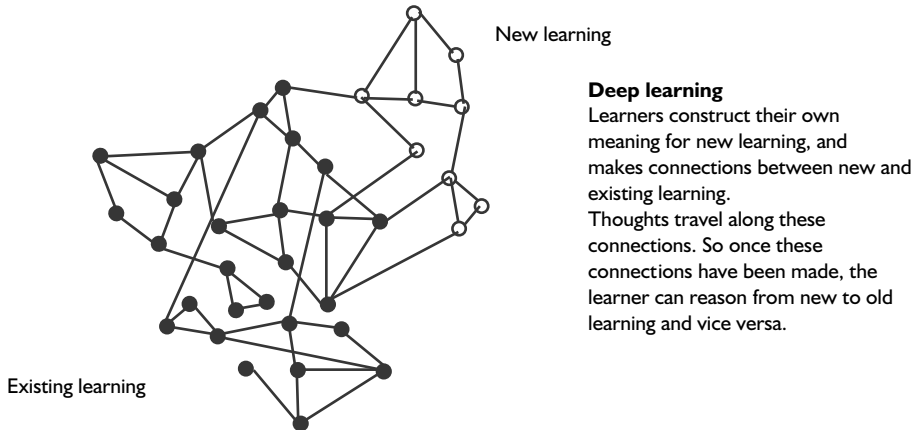 New learning
Deep learning
Learners construct their own
meaning for new learning, and
makes connections between new and
existing learning.
Thoughts travel along these
connections. So once these
connections have been made, the
learner can reason from new to old
learning and vice versa.
Existing learning